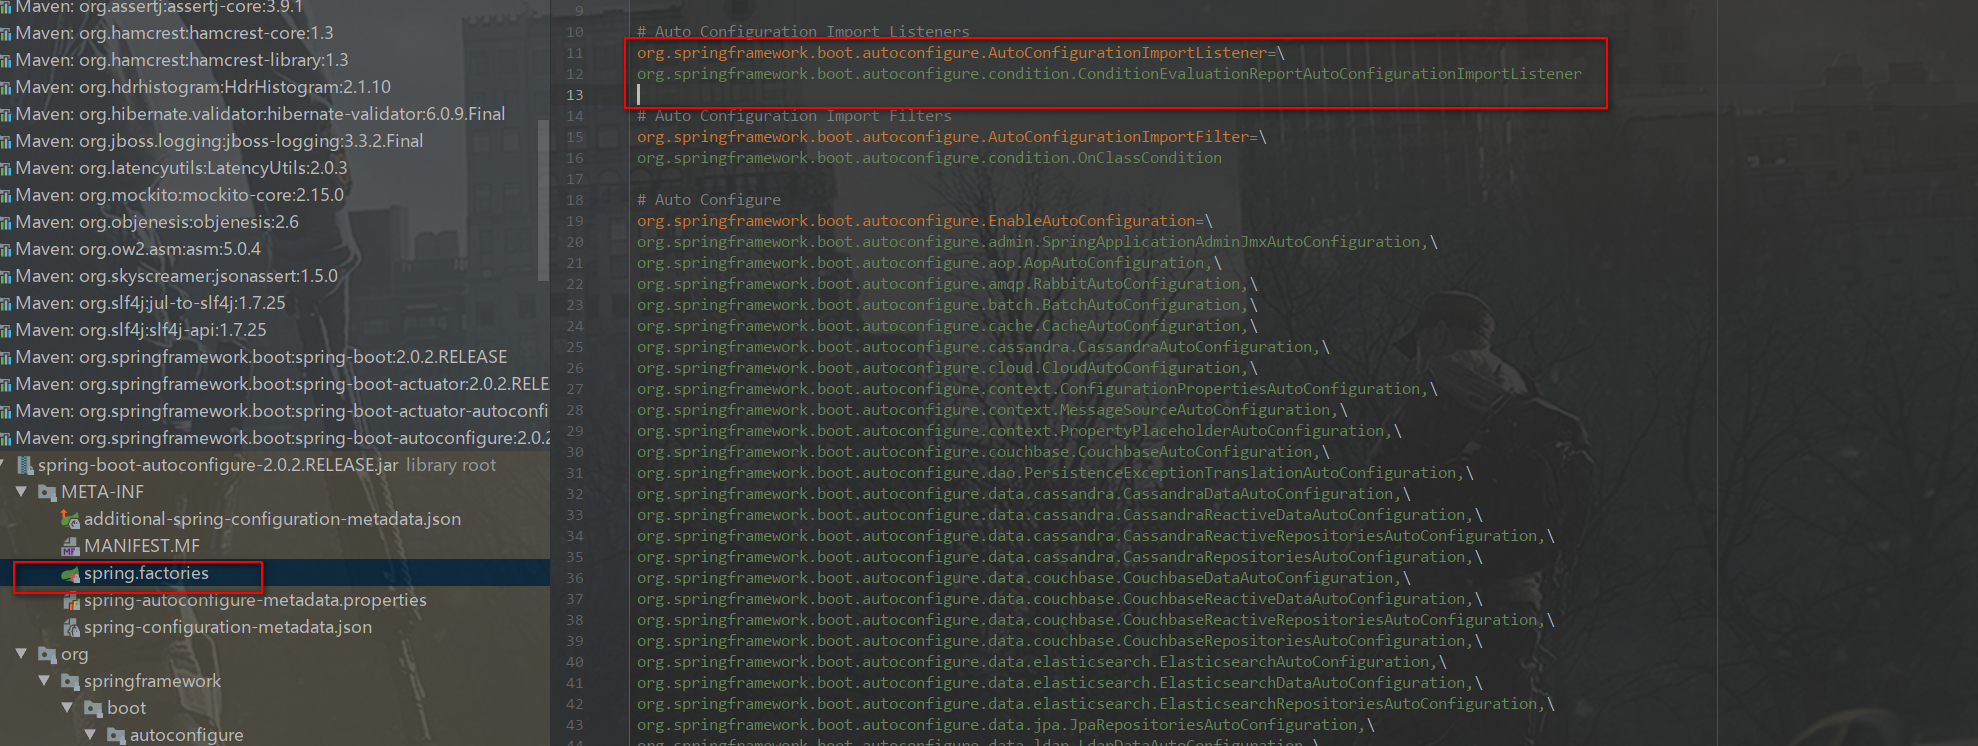 Maven: org.assertj:assertj-core:3.9.1
Maven: org.hamcrest:hamcrest-core:1.3
Maven: org.hamcrest:hamcrest-library:1.3
Maven: org.hdrhistogram:HdrHistogram:2.1.10
Maven: org.hibernate.validator:hibernate-validator:6.0.9.Final
Maven: org.jboss.logging:jboss-logging:3.3.2.Final
Maven: org.latencyutils:LatencyUtils:2.0.3
Maven: org.mockito:mockito-core:2.15.0
Maven: org.objenesis:objenesis:2.6
Maven: org.ow2.asm:asm:5.0.4
Maven: org.skyscreamer:jsonassert:1.5.0
Maven: org.slf4j:jul-to-slf4j:1.7.25
Maven: org.slf4j:slf4j-api:1.7.25
Maven: org.springframework.boot:spring-boot:2.0.2.RELEASE
Maven: org.springframework.boot:spring-boot-actuator:2.0.2.RELE
Maven: org.springframework.boot:spring-boot-actuator-autoconfi
Maven: org.springframework.boot:spring-boot-autoconfigure:2.0.2
spring-boot-autoconfigure-2.0.2.RELEASE.jar library root
META-INF
additional-spring-configuration-metadata.json
MANIFEST.MF
spring.factories
spring-autoconfigure-metadata.properties
spring-configuration-metadata.json
org
springframework
boot
autoconfigure
9
10 # Auto Configuration Import Listeners
11 org.springframework.boot.autoconfigure.AutoConfigurationImportListener=\
12 org.springframework.boot.autoconfigure.condition.ConditionEvaluationReportAutoConfigurationImportListener
13
14 # Auto Configuration Import Filters
15 org.springframework.boot.autoconfigure.AutoConfigurationImportFilter=\
16 org.springframework.boot.autoconfigure.condition.OnClassCondition
17
18 # Auto Configure
19 org.springframework.boot.autoconfigure.EnableAutoConfiguration=\
20 org.springframework.boot.autoconfigure.admin.SpringApplicationAdminJmxAutoConfiguration,\
21 org.springframework.boot.autoconfigure.aop.AopAutoConfiguration,\
22 org.springframework.boot.autoconfigure.amqp.RabbitAutoConfiguration,\
23 org.springframework.boot.autoconfigure.batch.BatchAutoConfiguration,\
24 org.springframework.boot.autoconfigure.cache.CacheAutoConfiguration,\
25 org.springframework.boot.autoconfigure.cassandra.CassandraAutoConfiguration,\
26 org.springframework.boot.autoconfigure.cloud.CloudAutoConfiguration,\
27 org.springframework.boot.autoconfigure.context.ConfigurationPropertiesAutoConfiguration,\
28 org.springframework.boot.autoconfigure.context.MessageSourceAutoConfiguration,\
29 org.springframework.boot.autoconfigure.context.PropertyPlaceholderAutoConfiguration,\
30 org.springframework.boot.autoconfigure.couchbase.CouchbaseAutoConfiguration,\
31 org.springframework.boot.autoconfigure.dao.PersistenceExceptionTranslationAutoConfiguration,\
32 org.springframework.boot.autoconfigure.data.cassandra.CassandraDataAutoConfiguration,\
33 org.springframework.boot.autoconfigure.data.cassandra.CassandraReactiveDataAutoConfiguration,\
34 org.springframework.boot.autoconfigure.data.cassandra.CassandraReactiveRepositoriesAutoConfiguration,\
35 org.springframework.boot.autoconfigure.data.cassandra.CassandraRepositoriesAutoConfiguration,\
36 org.springframework.boot.autoconfigure.data.couchbase.CouchbaseDataAutoConfiguration,\
37 org.springframework.boot.autoconfigure.data.couchbase.CouchbaseReactiveDataAutoConfiguration,\
38 org.springframework.boot.autoconfigure.data.couchbase.CouchbaseReactiveRepositoriesAutoConfiguration,\
39 org.springframework.boot.autoconfigure.data.couchbase.CouchbaseRepositoriesAutoConfiguration,\
40 org.springframework.boot.autoconfigure.data.elasticsearch.ElasticsearchAutoConfiguration,\
41 org.springframework.boot.autoconfigure.data.elasticsearch.ElasticsearchDataAutoConfiguration,\
42 org.springframework.boot.autoconfigure.data.elasticsearch.ElasticsearchRepositoriesAutoConfiguration,\
43 org.springframework.boot.autoconfigure.data.jpa.JpaRepositoriesAutoConfiguration,\
44 org.springframework.boot.autoconfigure.data.ldap.LdapDataAutoConfiguration,\